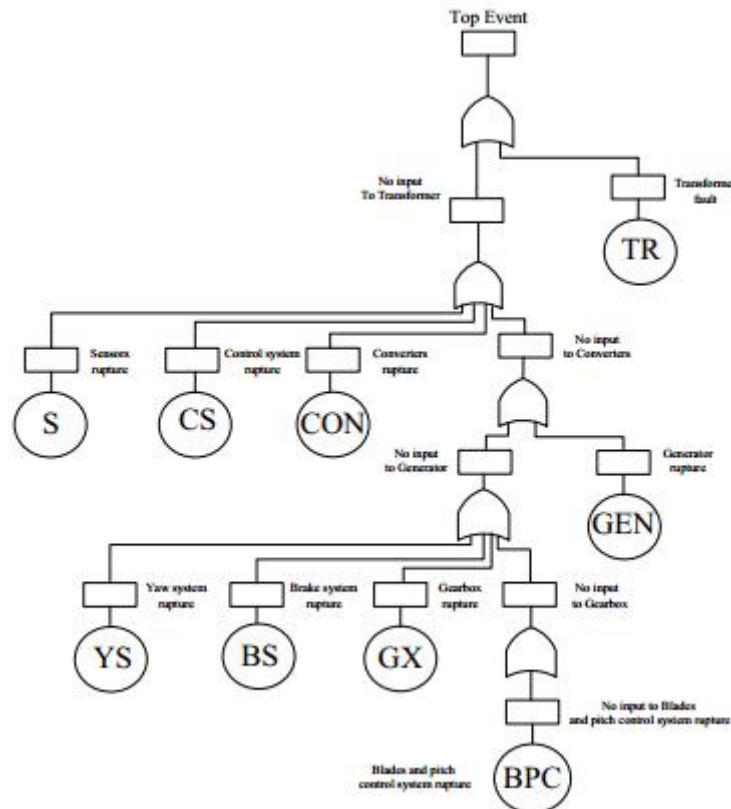 Top Event
No input
To Transformer
Transforme
fault
TR
Sensors
rupture
Control system
rupture
Converters
rupture
No input
to Converters
S
CS
CON
No input
to Generator
Generator
rupture
GEN
Yaw system
rupture
Brake system
rupture
Gearbox
rupture
No input
to Gearbox
YS
BS
GX
No input to Blades
and pitch control system rupture
Blades and pitch
control system rupture
BPC